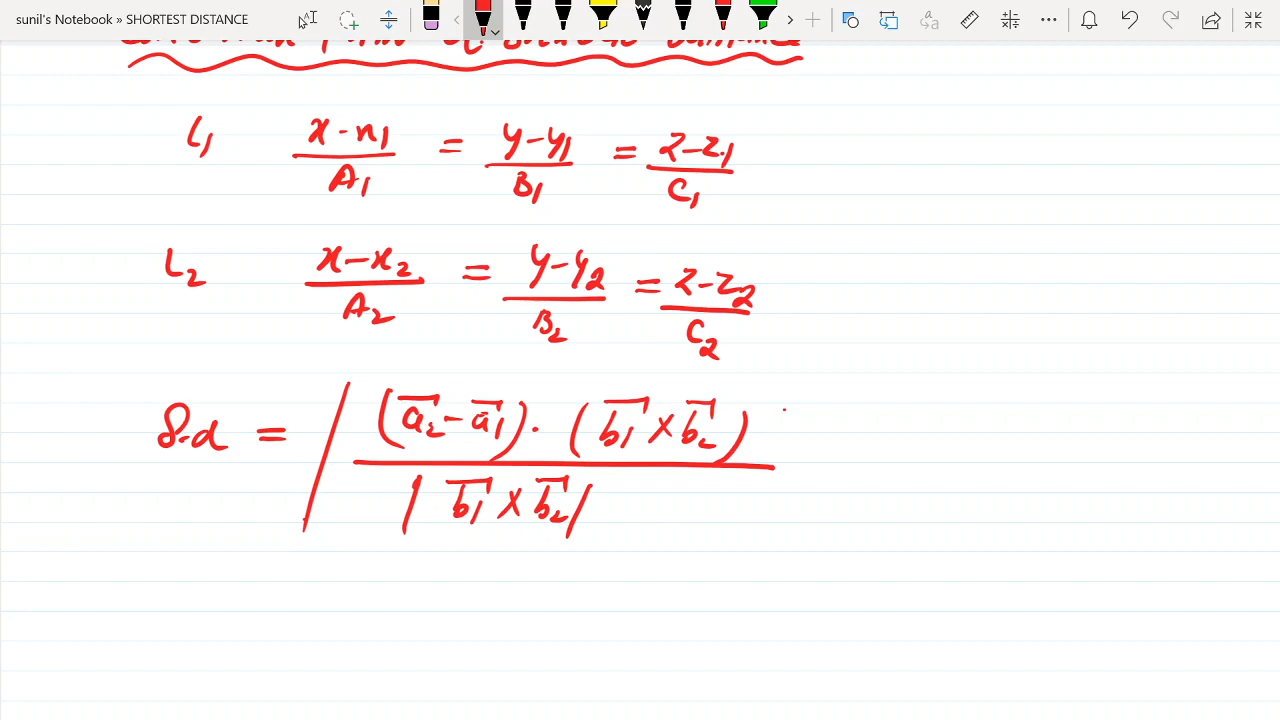 sunil's Notebook » SHORTEST DISTANCE
L₁ (x-x₁)/A₁ = (y-y₁)/B₁ = (z-z₁)/C₁
L₂ (x-x₂)/A₂ = (y-y₂)/B₂ = (z-z₂)/C₂
S.d = | (a₂⃗ - a₁⃗) · (b₁⃗ × b₂⃗) / |b₁⃗ × b₂⃗|